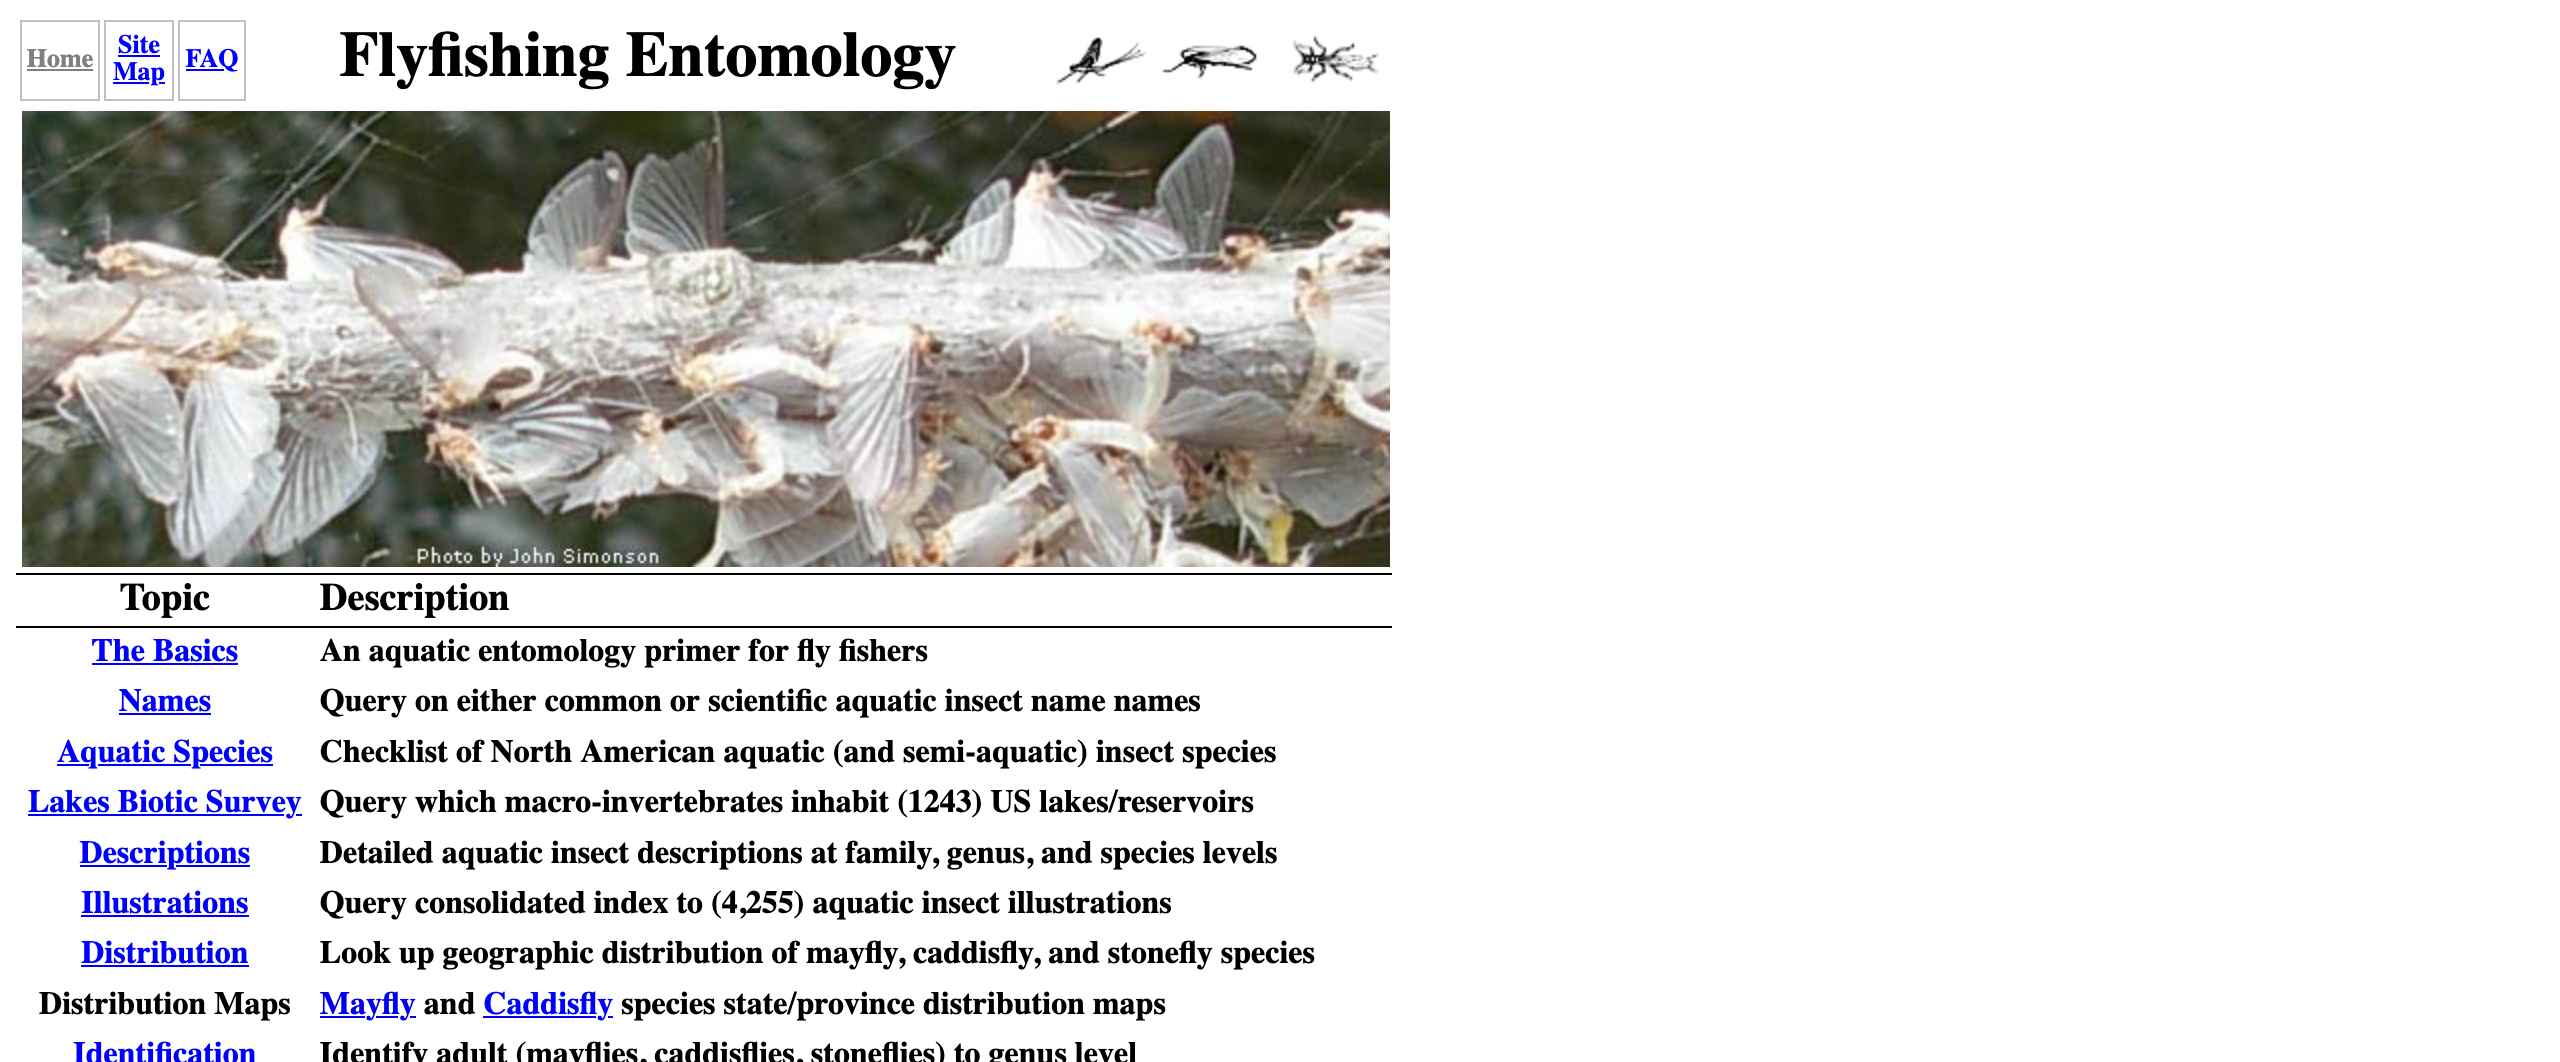 Home
Site
Map
FAQ
Flyfishing Entomology
Photo by John Simonson
Topic Description
The Basics An aquatic entomology primer for fly fishers
Names Query on either common or scientific aquatic insect name names
Aquatic Species Checklist of North American aquatic (and semi-aquatic) insect species
Lakes Biotic Survey Query which macro-invertebrates inhabit (1243) US lakes/reservoirs
Descriptions Detailed aquatic insect descriptions at family, genus, and species levels
Illustrations Query consolidated index to (4,255) aquatic insect illustrations
Distribution Look up geographic distribution of mayfly, caddisfly, and stonefly species
Distribution Maps Mayfly and Caddisfly species state/province distribution maps
Identification Identify adult (mayflies, caddisflies, stoneflies) to genus level